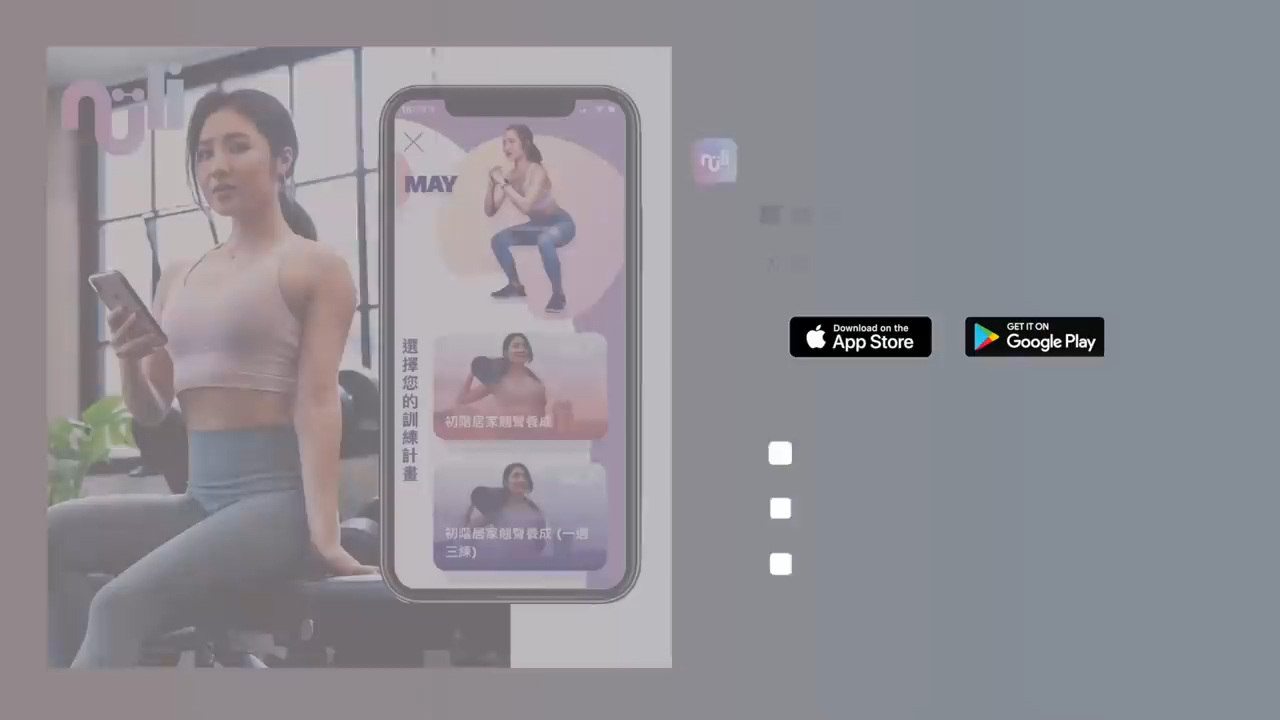 nüli
MAY
選擇您的訓練計畫
初階居家翹臀養成
初階居家翹臀養成 (一週
三練)
nüli
Download on the
App Store
GET IT ON
Google Play